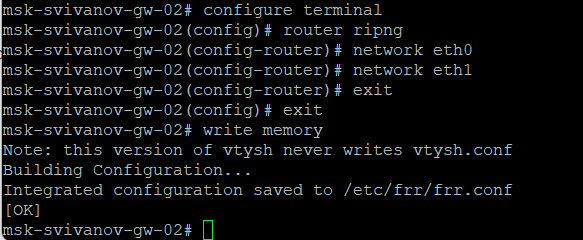 msk-svivanov-gw-02# configure terminal
msk-svivanov-gw-02(config)# router ripng
msk-svivanov-gw-02(config-router)# network eth0
msk-svivanov-gw-02(config-router)# network eth1
msk-svivanov-gw-02(config-router)# exit
msk-svivanov-gw-02(config)# exit
msk-svivanov-gw-02# write memory
Note: this version of vtysh never writes vtysh.conf
Building Configuration...
Integrated configuration saved to /etc/frr/frr.conf
[OK]
msk-svivanov-gw-02#